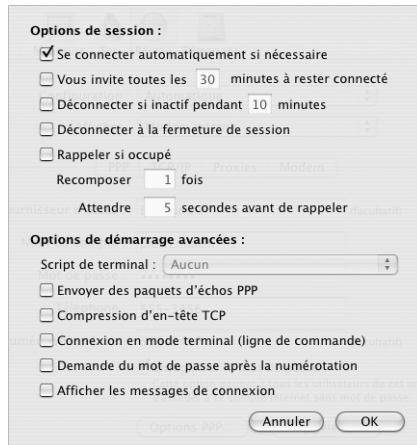 Options de session :
Se connecter automatiquement si nécessaire
Vous invite toutes les 30 minutes à rester connecté
Déconnecter si inactif pendant 10 minutes
Déconnecter à la fermeture de session
Rappeler si occupé
Recomposer 1 fois
Attendre 5 secondes avant de rappeler
Options de démarrage avancées :
Script de terminal : Aucun
Envoyer des paquets d'échos PPP
Compression d'en-tête TCP
Connexion en mode terminal (ligne de commande)
Demande du mot de passe après la numérotation
Afficher les messages de connexion
Annuler OK
Options PPP